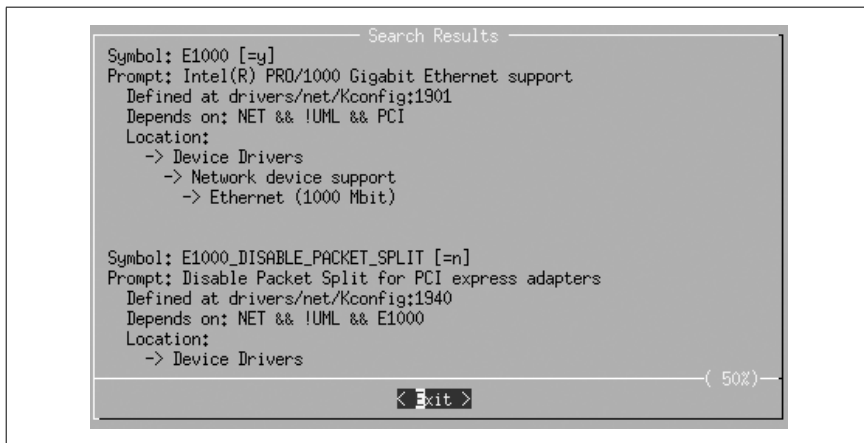 Search Results
Symbol: E1000 [=y]
Prompt: Intel(R) PRO/1000 Gigabit Ethernet support
Defined at drivers/net/Kconfig:1901
Depends on: NET && !UML && PCI
Location:
-> Device Drivers
-> Network device support
-> Ethernet (1000 Mbit)
Symbol: E1000_DISABLE_PACKET_SPLIT [=n]
Prompt: Disable Packet Split for PCI express adapters
Defined at drivers/net/Kconfig:1940
Depends on: NET && !UML && E1000
Location:
-> Device Drivers
( 50%)
< Exit >